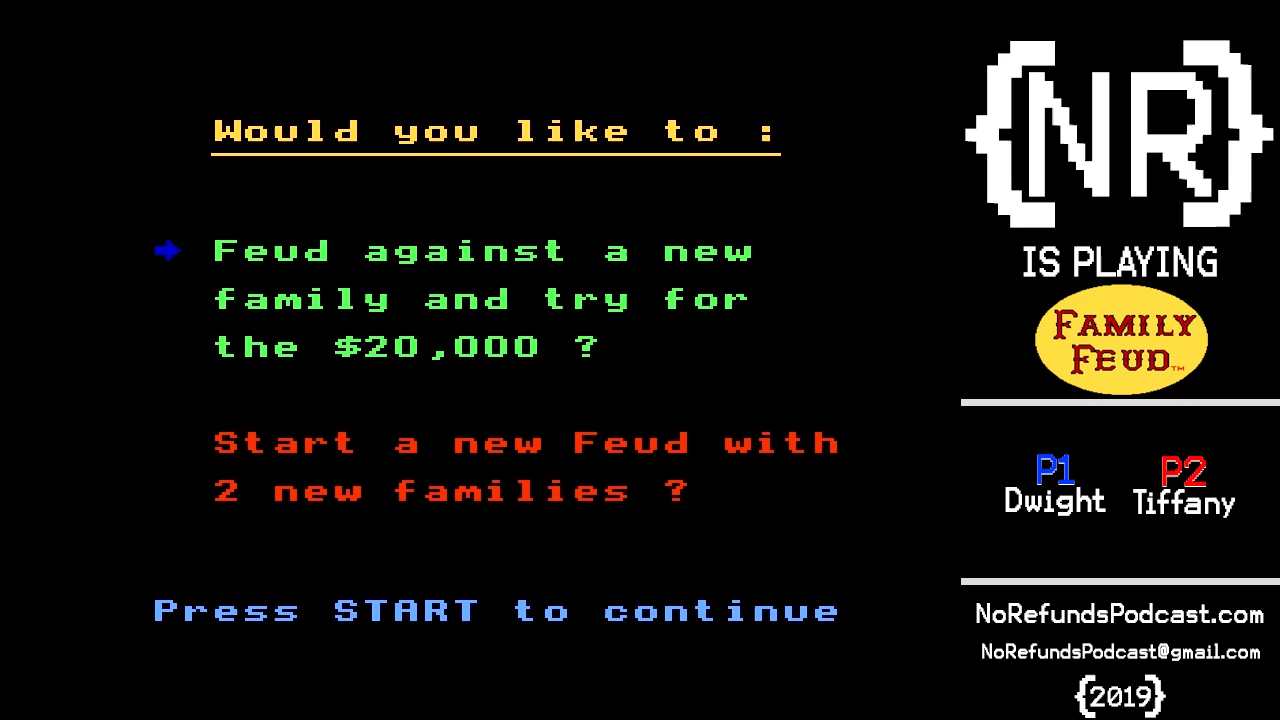 Would you like to :
Feud against a new
family and try for
the $20,000 ?
Start a new Feud with
2 new families ?
Press START to continue
{NR}
IS PLAYING
FAMILY
FEUD™
P1 P2
Dwight Tiffany
NoRefundsPodcast.com
NoRefundsPodcast@gmail.com
{2019}